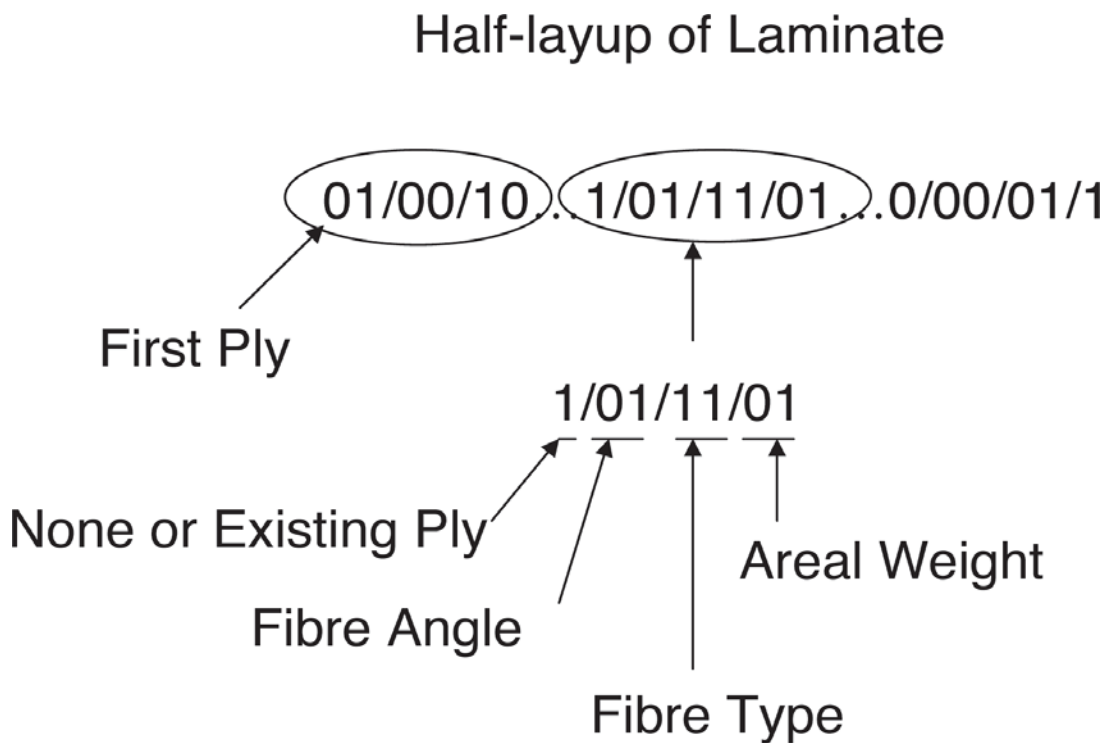 Half-layup of Laminate
01/00/10...1/01/11/01...0/00/01/1
First Ply
1/01/11/01
None or Existing Ply
Areal Weight
Fibre Angle
Fibre Type